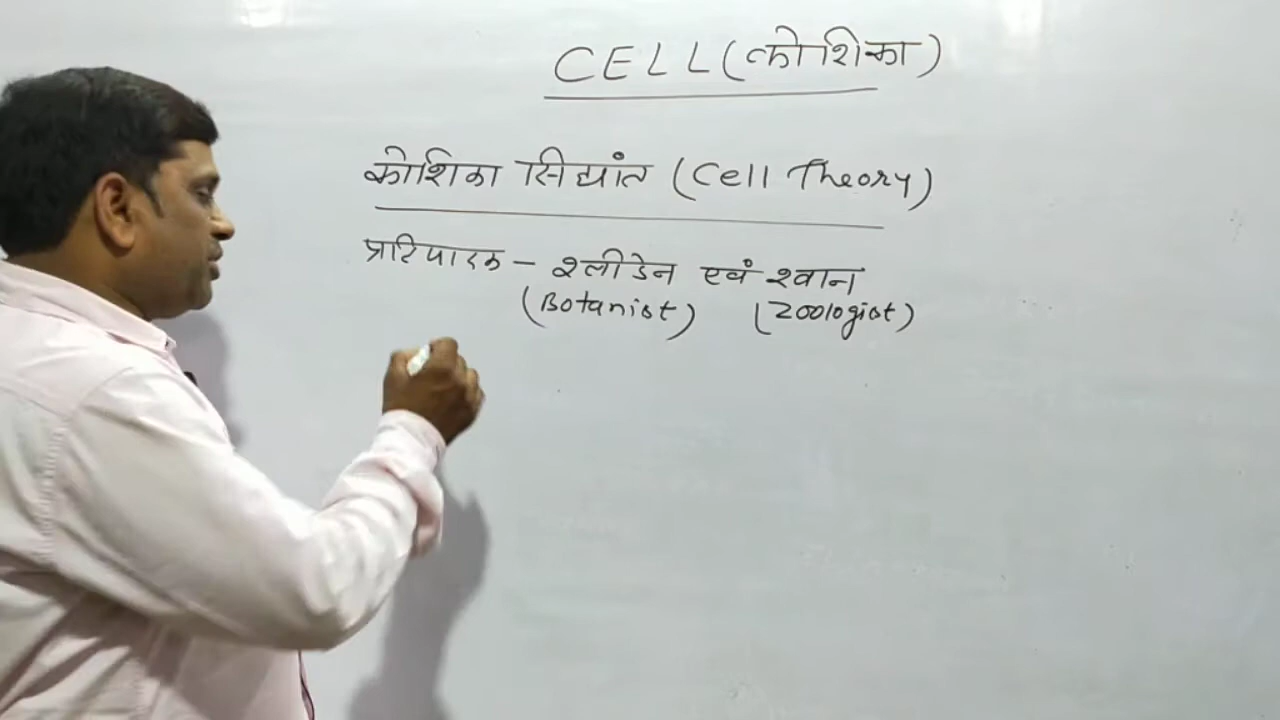 CELL (कोशिका)
कोशिका सिद्यांत (Cell Theory)
प्रतिपादक - श्लीडेन एवं श्वान
(Botanist) (Zoologist)